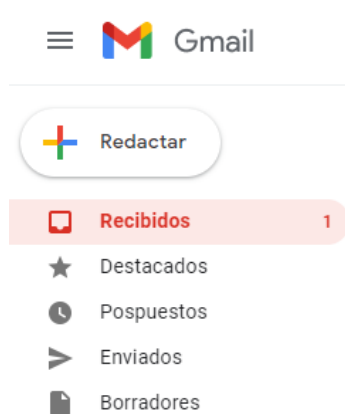 Gmail
Redactar
Recibidos 1
Destacados
Pospuestos
Enviados
Borradores